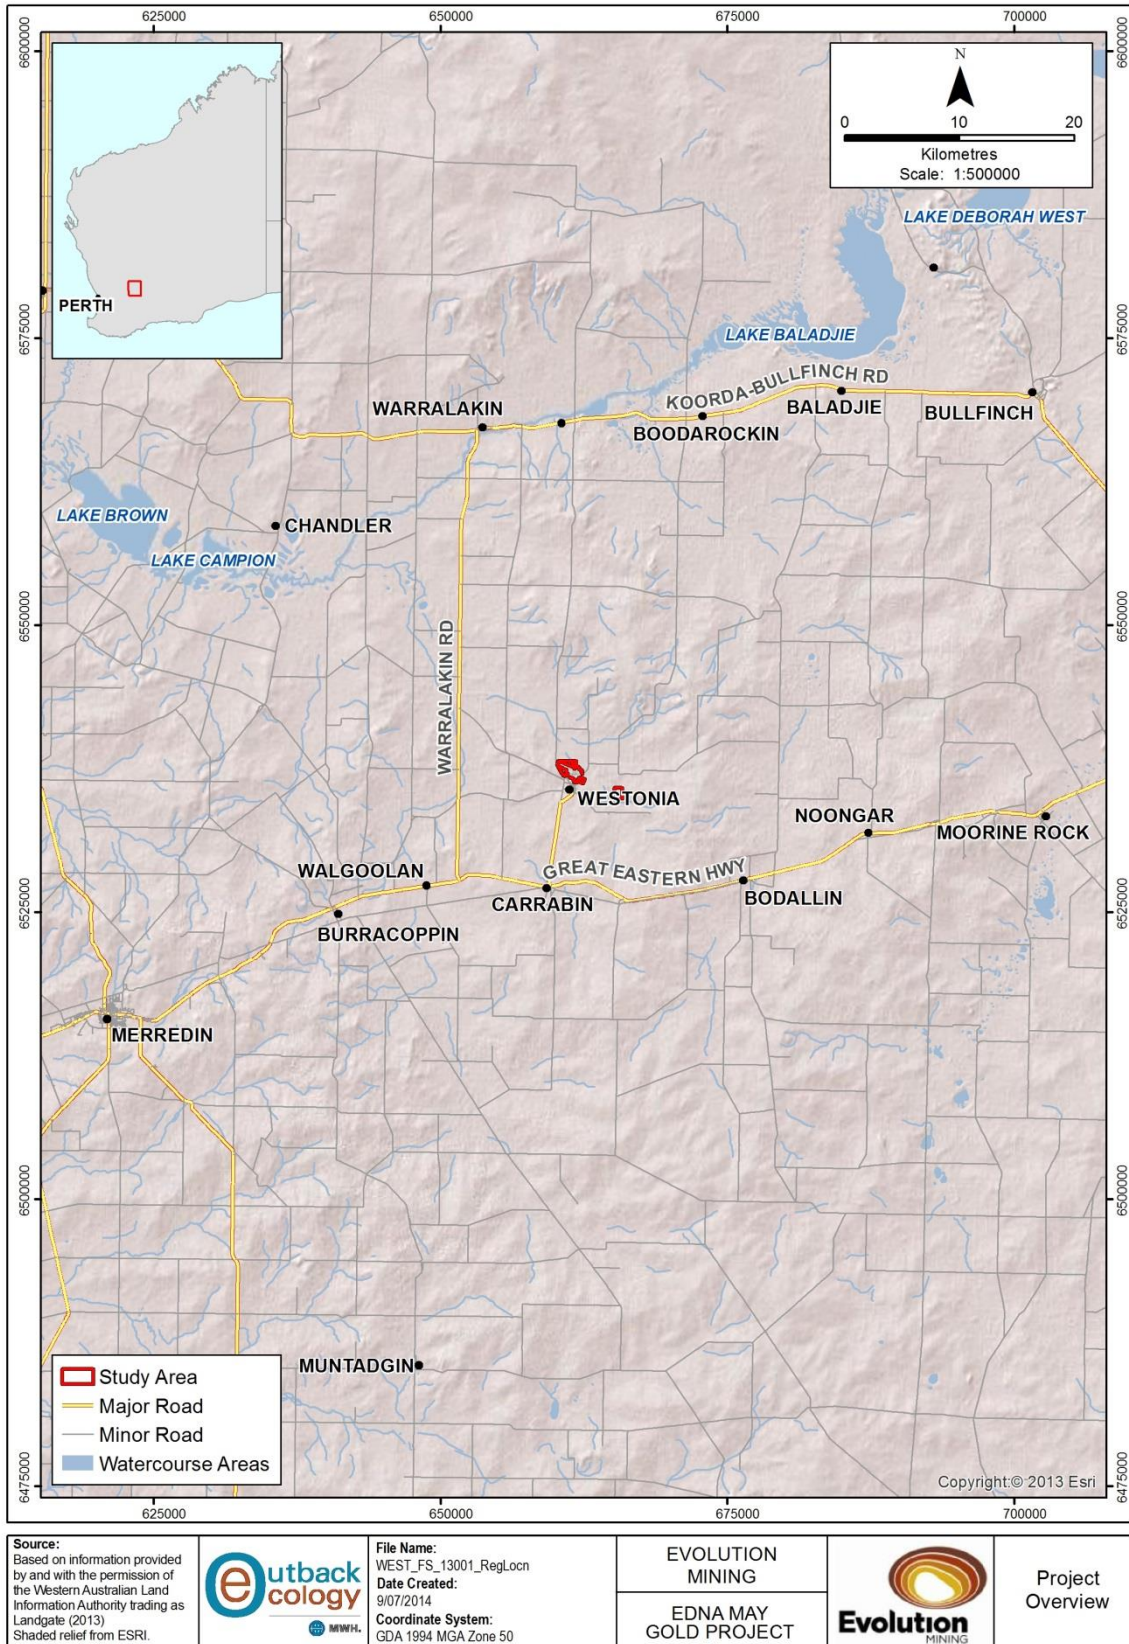 625000
650000
675000
700000
6600000
6600000
N
0
10
20
Kilometres
Scale: 1:500000
LAKE DEBORAH WEST
PERTH
6575000
6575000
LAKE BALADJIE
KOORDA-BULLFINCH RD
WARRALAKIN
BALADJIE
BULLFINCH
BOODAROCKIN
LAKE BROWN
CHANDLER
LAKE CAMPION
6550000
6550000
WARRALAKIN RD
WESTONIA
NOONGAR
MOORINE ROCK
WALGOOLAN
GREAT EASTERN HWY
CARRABIN
BODALLIN
6525000
6525000
BURRACOPPIN
MERREDIN
6500000
6500000
MUNTADGIN
Study Area
Major Road
Minor Road
Watercourse Areas
6475000
6475000
Copyright:© 2013 Esri
625000
650000
675000
700000
Source:
Based on information provided
by and with the permission of
the Western Australian Land
Information Authority trading as
Landgate (2013)
Shaded relief from ESRI.
Outback
ecology
MWH.
File Name:
WEST_FS_13001_RegLocn
Date Created:
9/07/2014
Coordinate System:
GDA 1994 MGA Zone 50
EVOLUTION
MINING
EDNA MAY
GOLD PROJECT
Evolution
MINING
Project
Overview